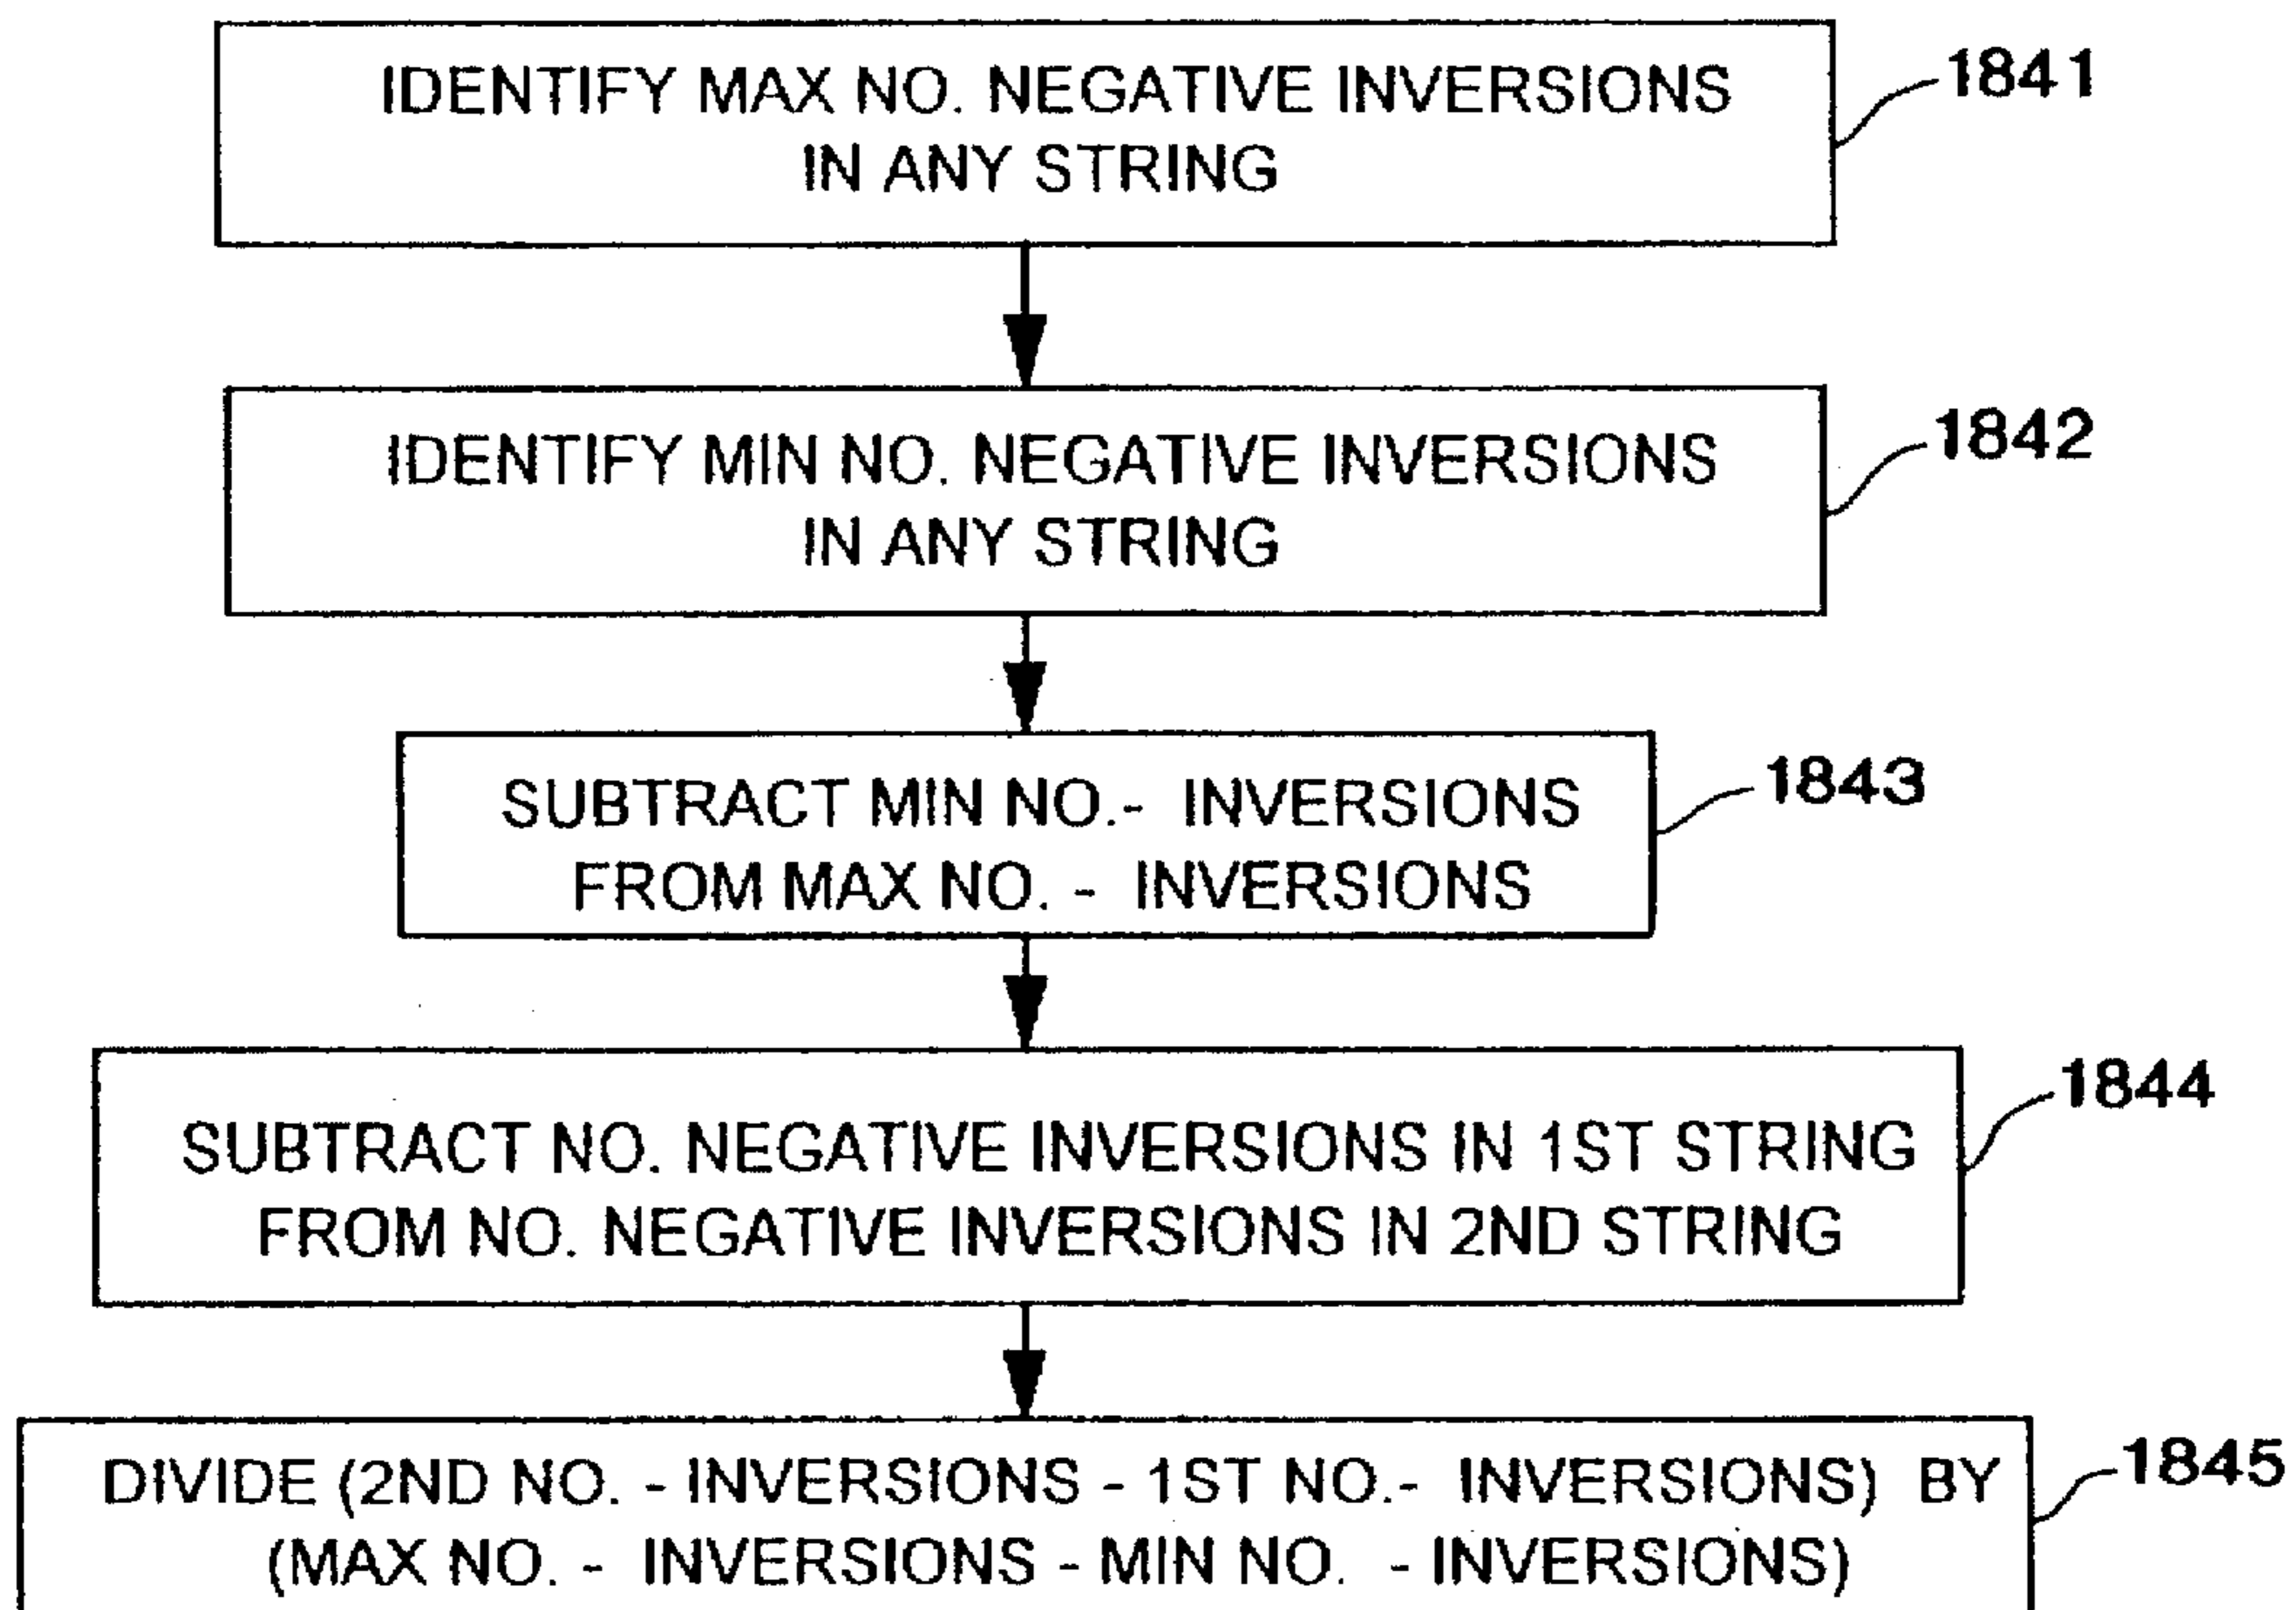 IDENTIFY MAX NO. NEGATIVE INVERSIONS
IN ANY STRING
1841
IDENTIFY MIN NO. NEGATIVE INVERSIONS
IN ANY STRING
1842
SUBTRACT MIN NO.- INVERSIONS
FROM MAX NO. - INVERSIONS
1843
SUBTRACT NO. NEGATIVE INVERSIONS IN 1ST STRING
FROM NO. NEGATIVE INVERSIONS IN 2ND STRING
1844
DIVIDE (2ND NO. - INVERSIONS - 1ST NO.- INVERSIONS) BY
(MAX NO. - INVERSIONS - MIN NO. - INVERSIONS)
1845